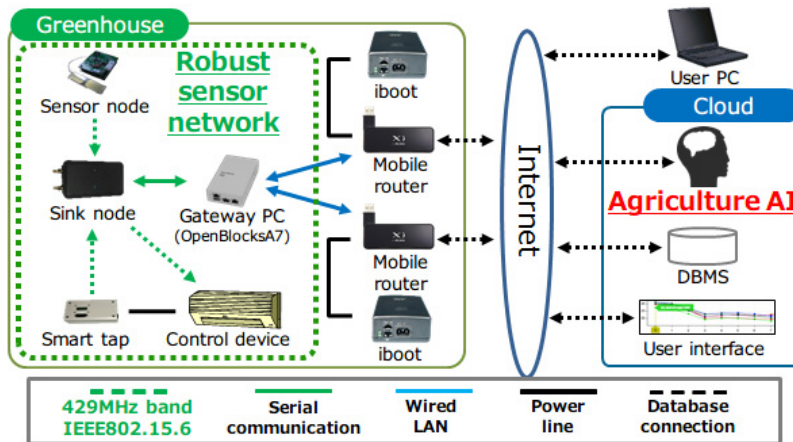 Greenhouse
Robust
sensor
network
Sensor node
Sink node
Gateway PC
(OpenBlocksA7)
Smart tap
Control device
iboot
Mobile
router
Mobile
router
iboot
Internet
User PC
Cloud
Agriculture AI
DBMS
User interface
429MHz band
IEEE802.15.6
Serial
communication
Wired
LAN
Power
line
Database
connection